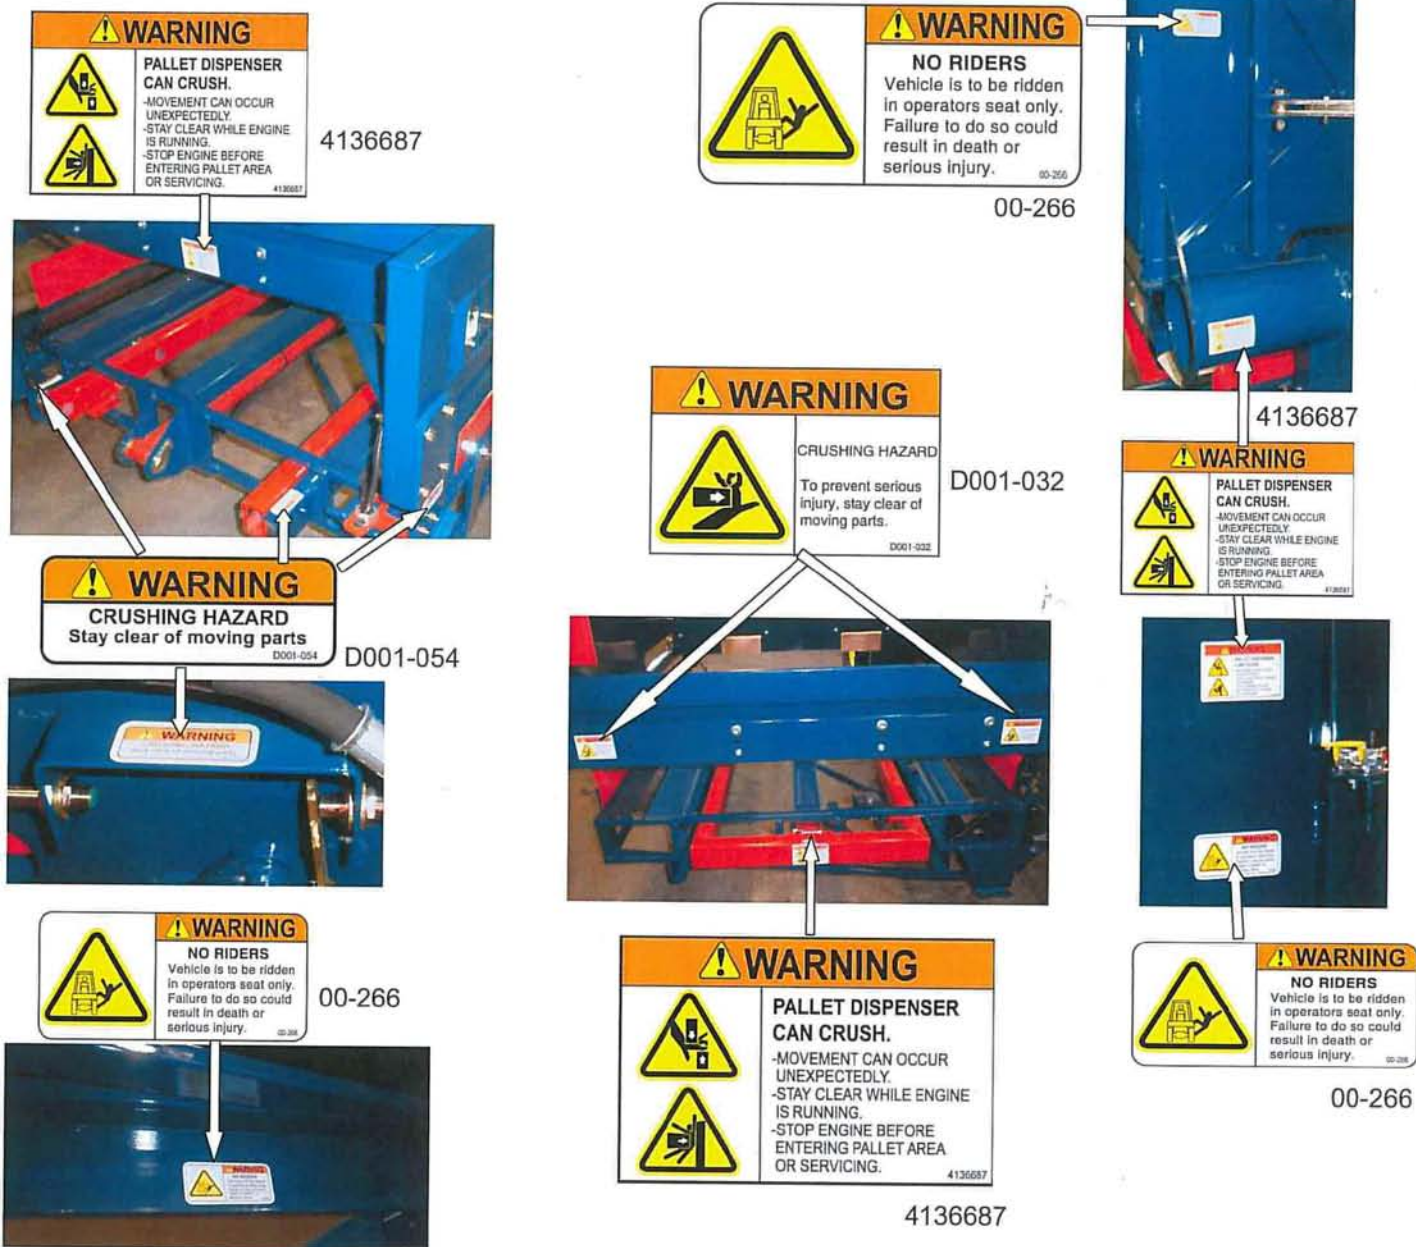 WARNING
PALLET DISPENSER
CAN CRUSH.
-MOVEMENT CAN OCCUR
UNEXPECTEDLY.
-STAY CLEAR WHILE ENGINE
IS RUNNING.
-STOP ENGINE BEFORE
ENTERING PALLET AREA
OR SERVICING.
4136687
4136687
WARNING
CRUSHING HAZARD
Stay clear of moving parts
D001-054
D001-054
WARNING
WARNING
NO RIDERS
Vehicle is to be ridden
in operators seat only.
Failure to do so could
result in death or
serious injury.
00-266
00-266
WARNING
NO RIDERS
Vehicle is to be ridden
in operators seat only.
Failure to do so could
result in death or
serious injury.
00-266
00-266
WARNING
CRUSHING HAZARD
To prevent serious
injury, stay clear of
moving parts.
D001-032
D001-032
WARNING
PALLET DISPENSER
CAN CRUSH.
-MOVEMENT CAN OCCUR
UNEXPECTEDLY.
-STAY CLEAR WHILE ENGINE
IS RUNNING.
-STOP ENGINE BEFORE
ENTERING PALLET AREA
OR SERVICING.
4136687
4136687
4136687
WARNING
PALLET DISPENSER
CAN CRUSH.
-MOVEMENT CAN OCCUR
UNEXPECTEDLY.
-STAY CLEAR WHILE ENGINE
IS RUNNING.
-STOP ENGINE BEFORE
ENTERING PALLET AREA
OR SERVICING.
4136687
WARNING
NO RIDERS
Vehicle is to be ridden
in operators seat only.
Failure to do so could
result in death or
serious injury.
00-266
00-266